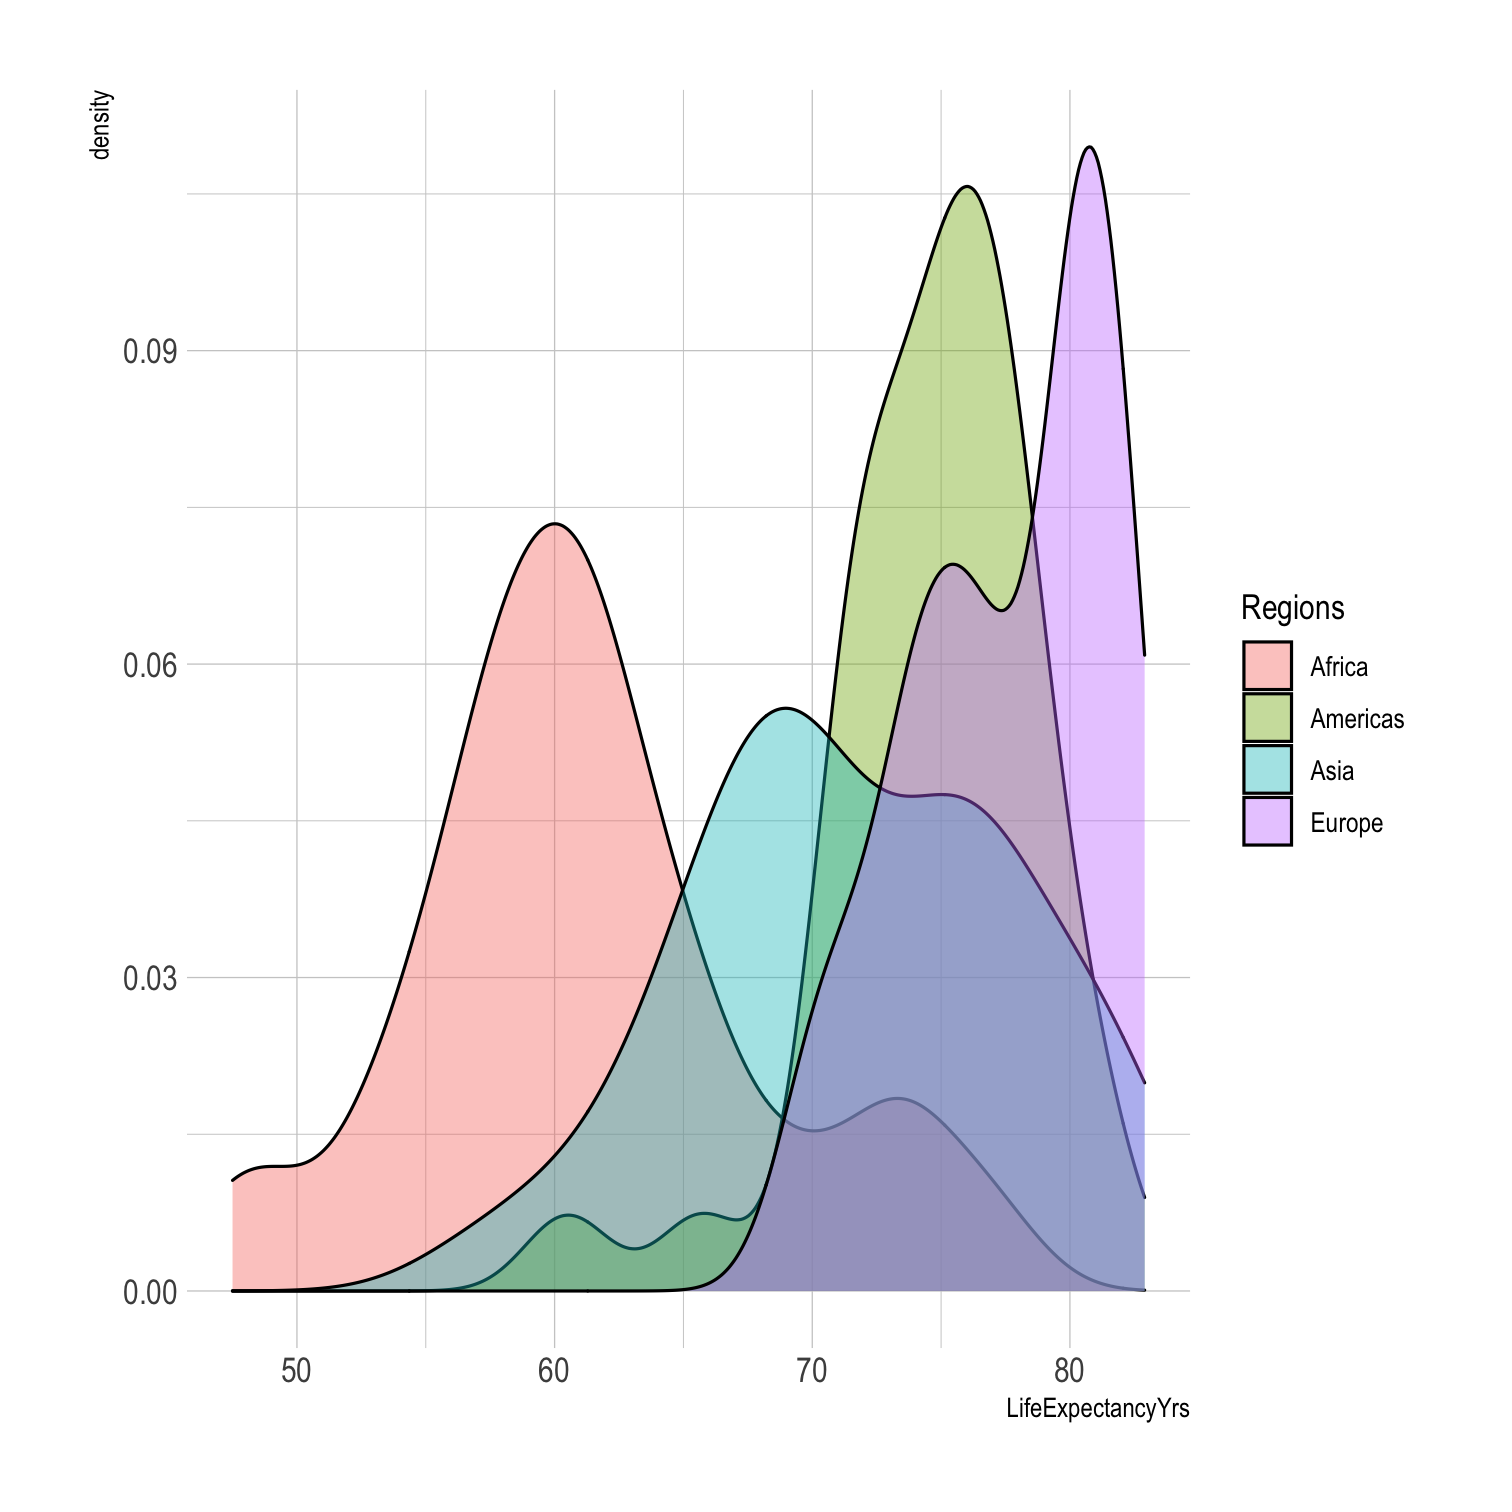 density
0.09
0.06
0.03
0.00
50 60 70 80
LifeExpectancyYrs
Regions
Africa
Americas
Asia
Europe